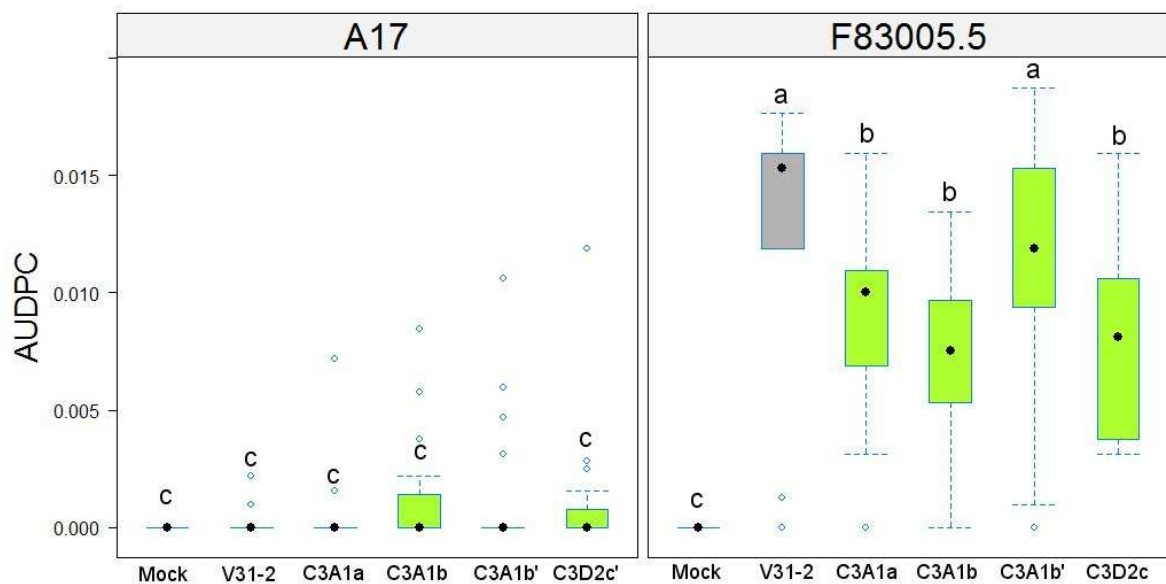 A17 F83005.5
a a
b b
b
0.015
0.010
AUDPC
0.005
c c c c c
c
0.000
Mock V31-2 C3A1a C3A1b C3A1b' C3D2c' Mock V31-2 C3A1a C3A1b C3A1b' C3D2c